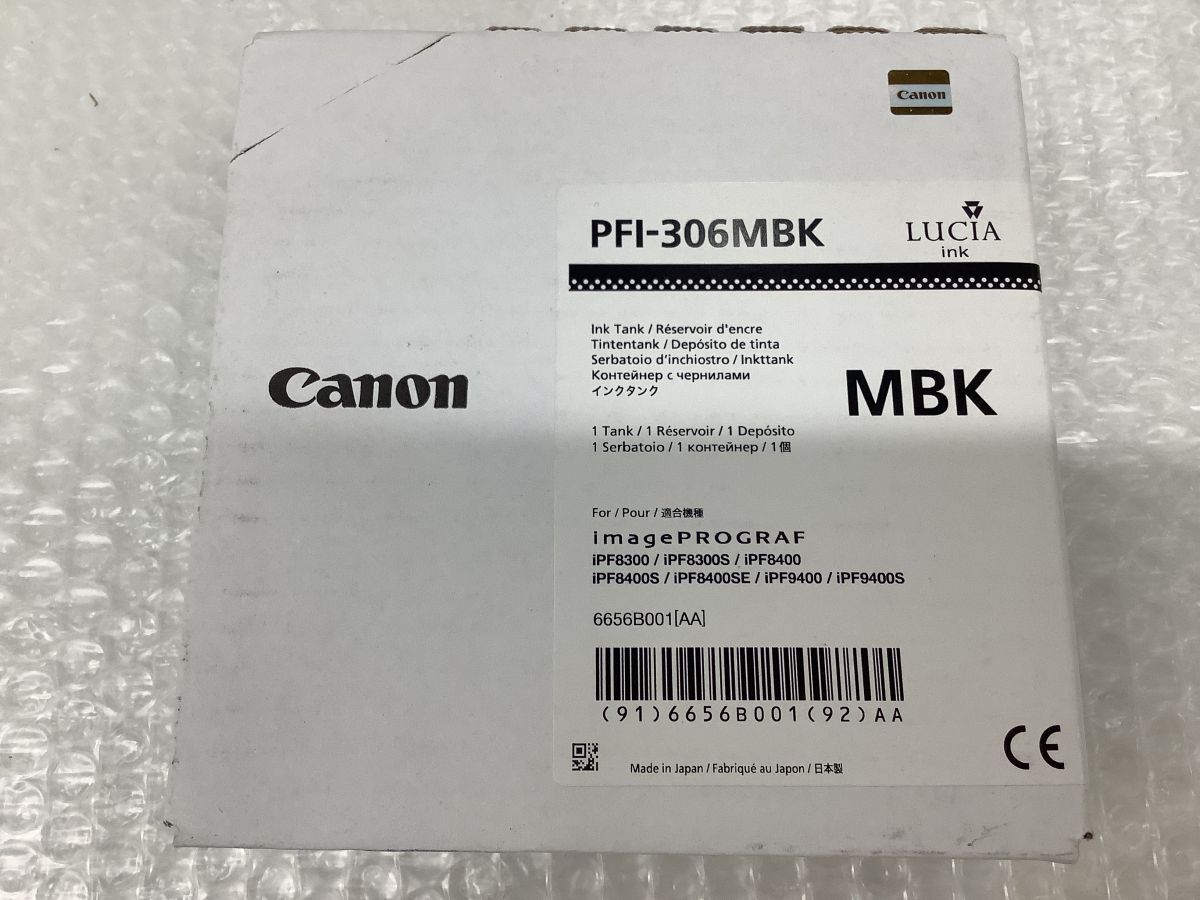 Canon
PFI-306MBK
LUCIA
ink
Ink Tank / Réservoir d'encre
Tintentank / Depósito de tinta
Serbatoio d'inchiostro / Inkttank
Контейнер с чернилами
インクタンク
MBK
Canon
1 Tank / 1 Réservoir / 1 Depósito
1 Serbatoio / 1 контейнер / 1個
For / Pour / 適合機種
imagePROGRAF
iPF8300 / iPF8300S / iPF8400
iPF8400S / iPF8400SE / iPF9400 / iPF9400S
6656B001[AA]
(91)6656B001(92)AA
CE
Made in Japan / Fabriqué au Japon / 日本製